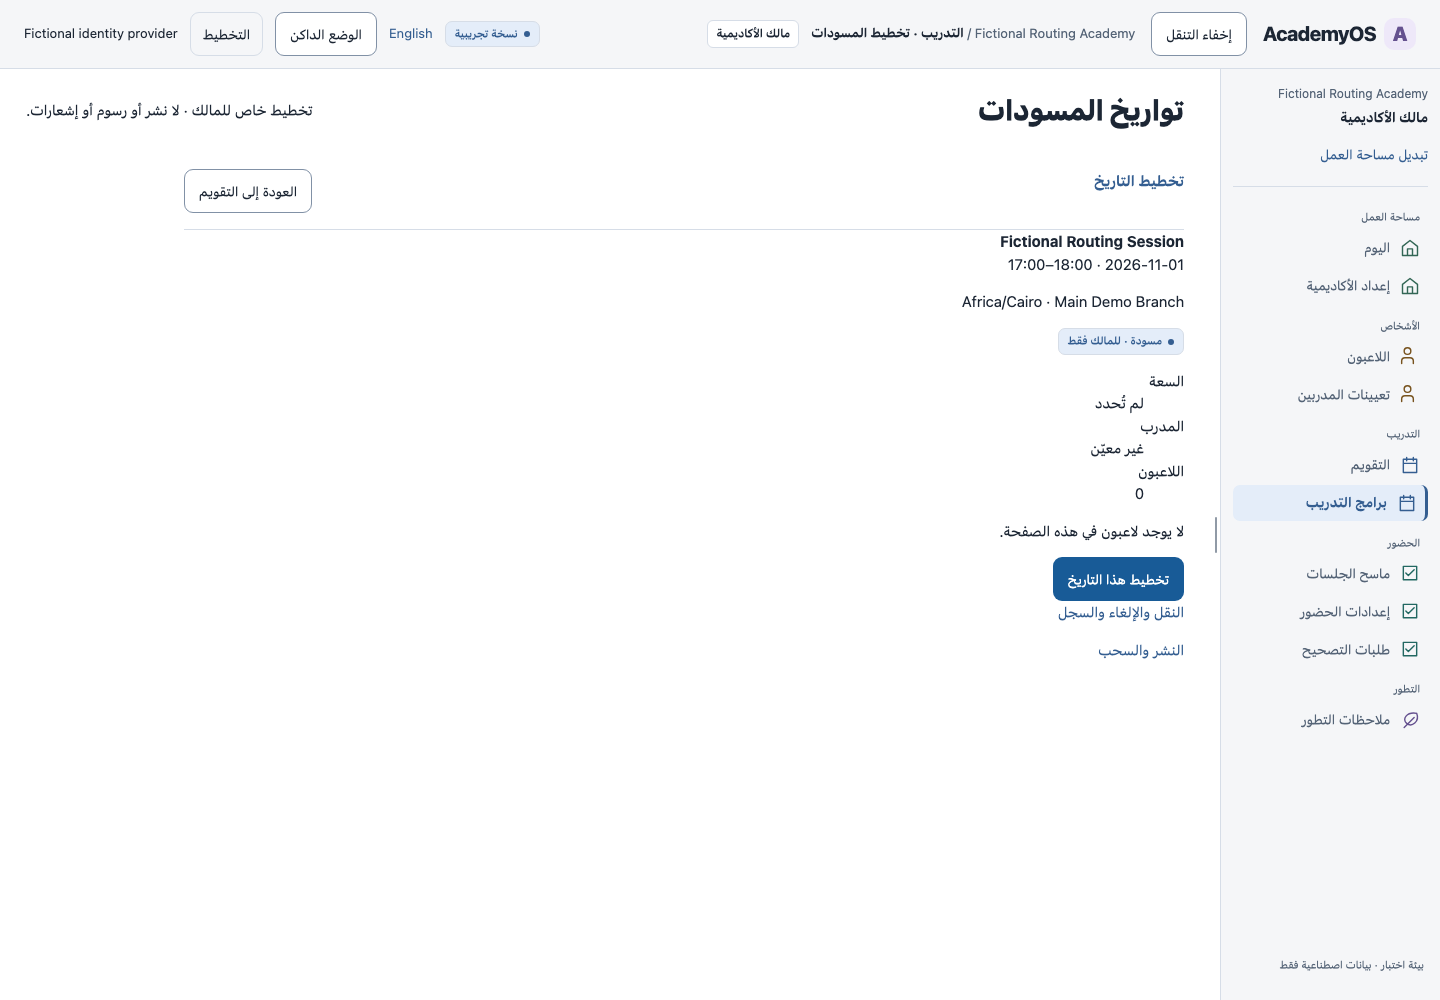 A AcademyOS
إخفاء التنقل
Fictional Routing Academy / التدريب · تخطيط المسودات
مالك الأكاديمية
نسخة تجريبية
English
الوضع الداكن
التخطيط
Fictional identity provider
Fictional Routing Academy
مالك الأكاديمية
تبديل مساحة العمل
مساحة العمل
اليوم
إعداد الأكاديمية
الأشخاص
اللاعبون
تعيينات المدربين
التدريب
التقويم
برامج التدريب
الحضور
ماسح الجلسات
إعدادات الحضور
طلبات التصحيح
التطور
ملاحظات التطور
بيئة اختبار · بيانات اصطناعية فقط
تواريخ المسودات
تخطيط خاص للمالك · لا نشر أو رسوم أو إشعارات.
تخطيط التاريخ
العودة إلى التقويم
Fictional Routing Session
17:00–18:00 · 2026-11-01
Africa/Cairo · Main Demo Branch
مسودة · للمالك فقط
السعة
لم تُحدد
المدرب
غير معيّن
اللاعبون
0
لا يوجد لاعبون في هذه الصفحة.
تخطيط هذا التاريخ
النقل والإلغاء والسجل
النشر والسحب